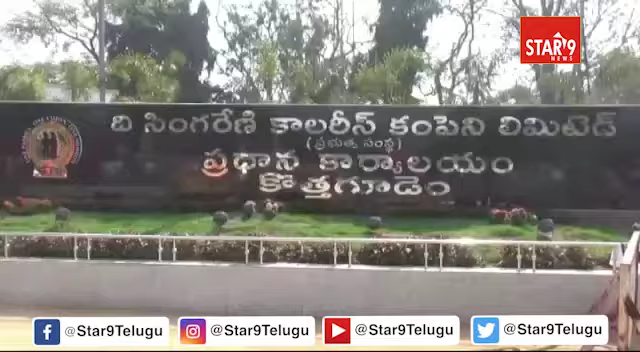 STAR9
NEWS
ది సింగరేణి కాలరీస్ కంపెని లిమిటెడ్
(ప్రభుత్వ సంస్థ)
ప్రధాన కార్యాలయం
కొత్తగూడెం
@Star9Telugu @Star9Telugu @Star9Telugu @Star9Telugu